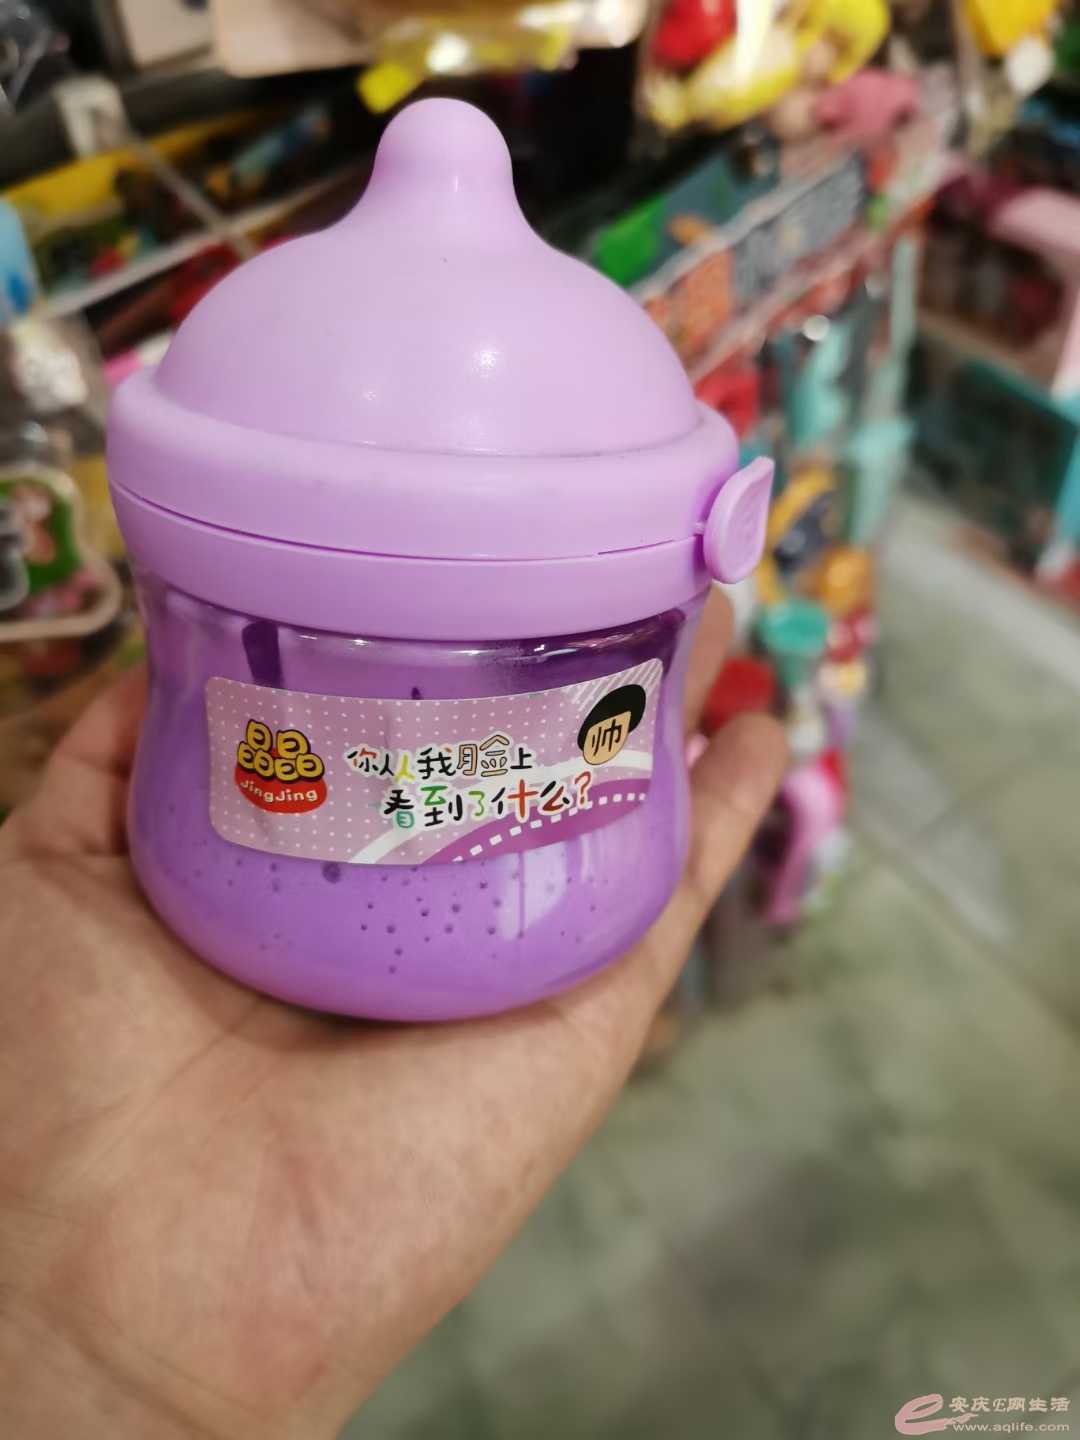 晶晶
JingJing
你从我脸上
看到了什么?
帅
安庆E网生活
www.aqlife.com